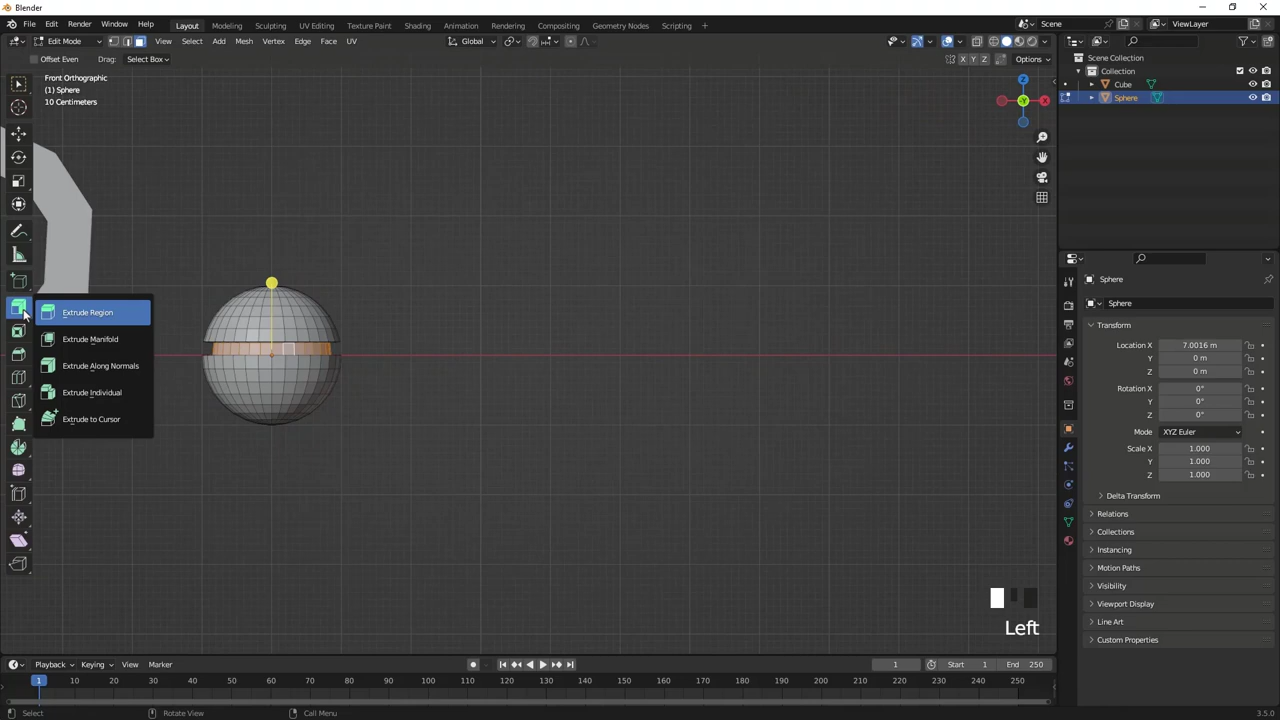 Blender
File Edit Render Window Help Layout Modeling Sculpting UV Editing Texture Paint Shading Animation Rendering Compositing Geometry Nodes Scripting + Scene ViewLayer
Edit Mode View Select Add Mesh Vertex Edge Face UV Global
Offset Even Drag: Select Box X Y Z Options
Front Orthographic
(1) Sphere
10 Centimeters
Z
-Y
X
Extrude Region
Extrude Manifold
Extrude Along Normals
Extrude Individual
Extrude to Cursor
Left
Scene Collection
Collection
Cube
Sphere
Sphere
Sphere
Transform
Location X 7.0016 m
Y 0 m
Z 0 m
Rotation X 0°
Y 0°
Z 0°
Mode XYZ Euler
Scale X 1.000
Y 1.000
Z 1.000
Delta Transform
Relations
Collections
Instancing
Motion Paths
Visibility
Viewport Display
Line Art
Custom Properties
Playback Keying View Marker 1 Start 1 End 250
1 10 20 30 40 50 60 70 80 90 100 110 120 130 140 150 160 170 180 190 200 210 220 230 240 250
Select Rotate View Call Menu 3.5.0